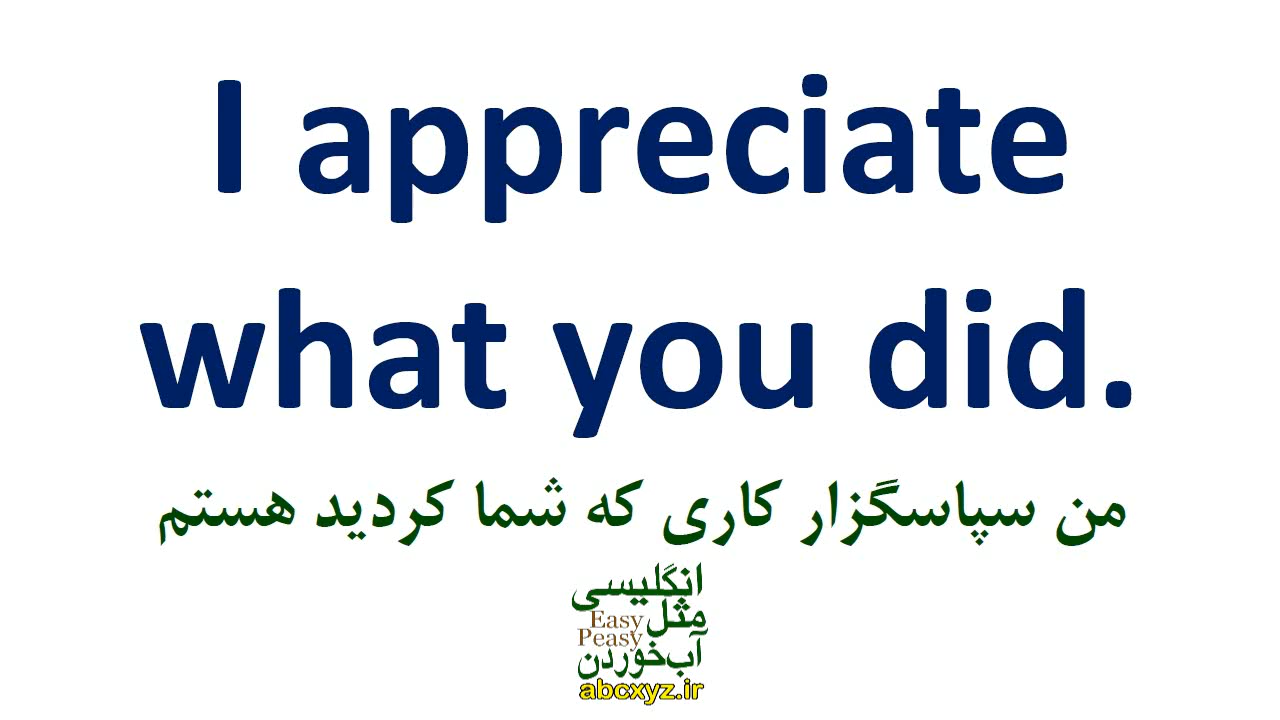 I appreciate
what you did.
من سپاسگزار کاری که شما کردید هستم
انگلیسی
مثل
Easy
Peasy
آب‌خوردن
abcxyz.ir